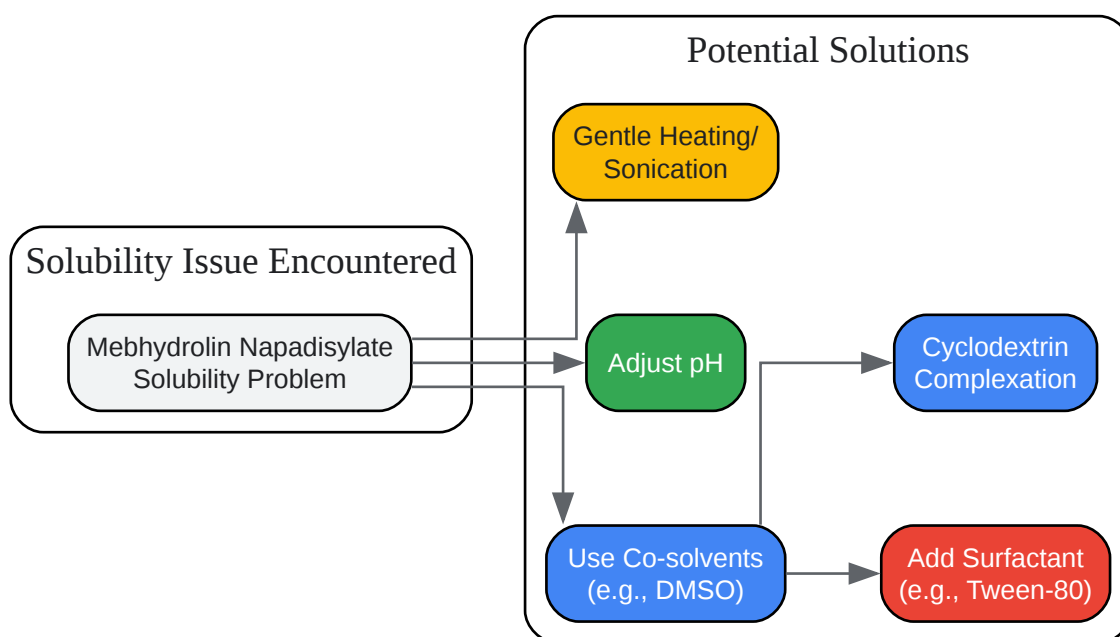 Potential Solutions
Gentle Heating/
Sonication
Solubility Issue Encountered
Mebhydrolin Napadisylate
Solubility Problem
Adjust pH
Cyclodextrin
Complexation
Use Co-solvents
(e.g., DMSO)
Add Surfactant
(e.g., Tween-80)